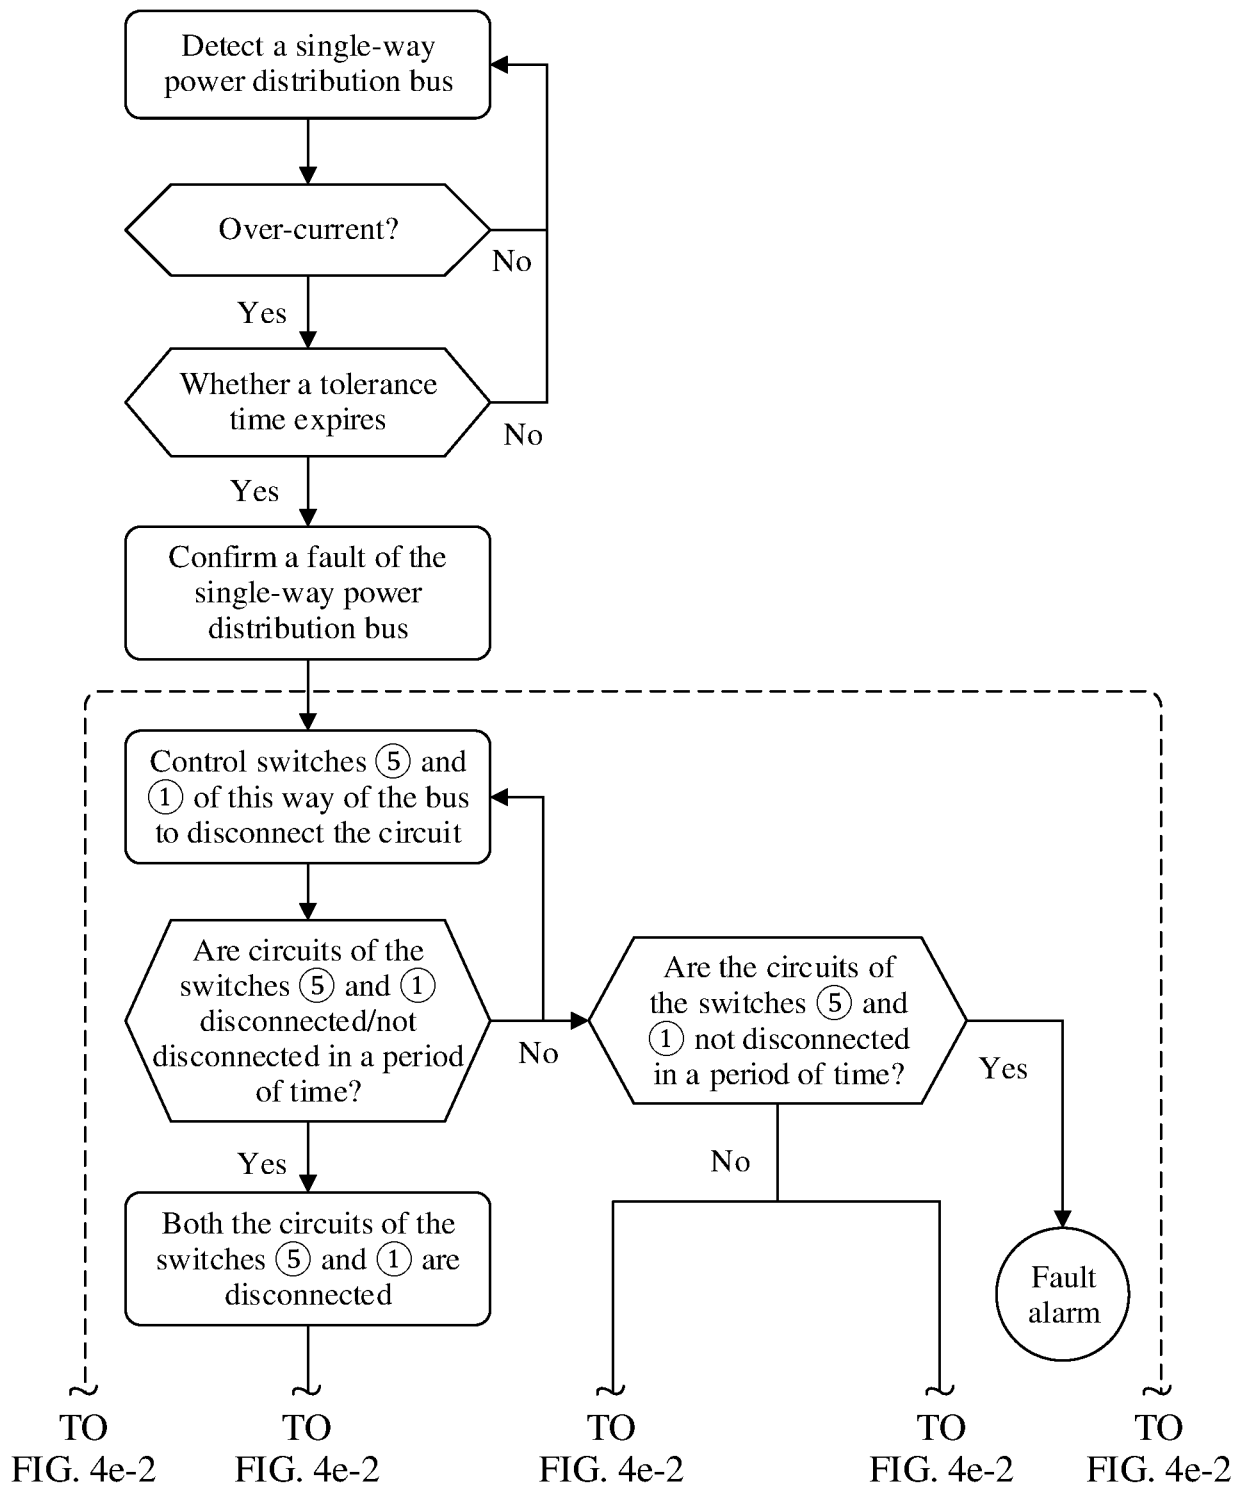 Detect a single-way
power distribution bus
Over-current?
No
Yes
Whether a tolerance
time expires
No
Yes
Confirm a fault of the
single-way power
distribution bus
Control switches ⑤ and
① of this way of the bus
to disconnect the circuit
Are circuits of the
switches ⑤ and ①
disconnected/not
disconnected in a period
of time?
No
Are the circuits of
the switches ⑤ and
① not disconnected
in a period of time?
Yes
Yes
No
Both the circuits of the
switches ⑤ and ① are
disconnected
Fault
alarm
TO
FIG. 4e-2
TO
FIG. 4e-2
TO
FIG. 4e-2
TO
FIG. 4e-2
TO
FIG. 4e-2